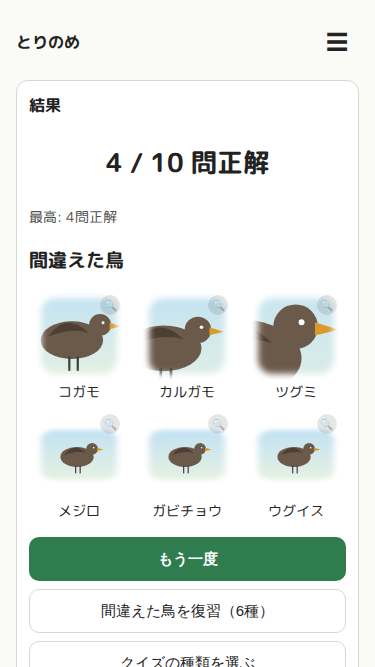 とりのめ
結果
4 / 10 問正解
最高: 4問正解
間違えた鳥
コガモ
カルガモ
ツグミ
メジロ
ガビチョウ
ウグイス
もう一度
間違えた鳥を復習（6種）
クイズの種類を選ぶ